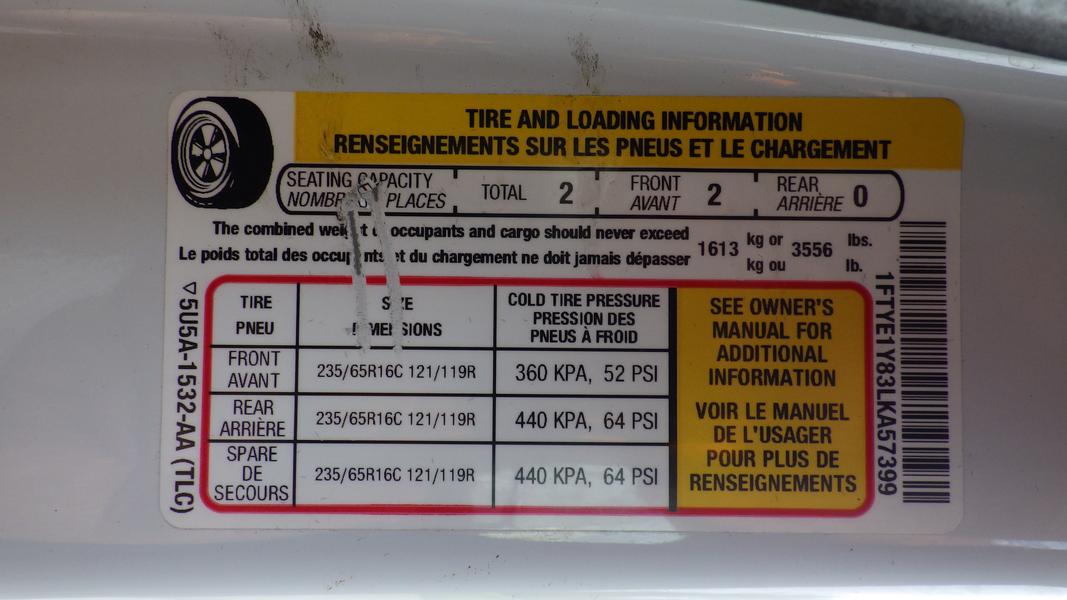 TIRE AND LOADING INFORMATION
RENSEIGNEMENTS SUR LES PNEUS ET LE CHARGEMENT
SEATING CAPACITY TOTAL 2 FRONT 2 REAR 0
NOMBRE PLACES AVANT ARRIÈRE
The combined weight occupants and cargo should never exceed 1613 kg or 3556 lbs.
Le poids total des occupants et du chargement ne doit jamais dépasser kg ou lb.
TIRE SIZE COLD TIRE PRESSURE
PNEU DIMENSIONS PRESSION DES
PNEUS À FROID
FRONT
AVANT 235/65R16C 121/119R 360 KPA, 52 PSI
REAR
ARRIÈRE 235/65R16C 121/119R 440 KPA, 64 PSI
SPARE
DE
SECOURS 235/65R16C 121/119R 440 KPA, 64 PSI
SEE OWNER'S
MANUAL FOR
ADDITIONAL
INFORMATION
VOIR LE MANUEL
DE L'USAGER
POUR PLUS DE
RENSEIGNEMENTS
1FTYE1Y83LKA57399
▽5U5A-1532-AA (TLC)